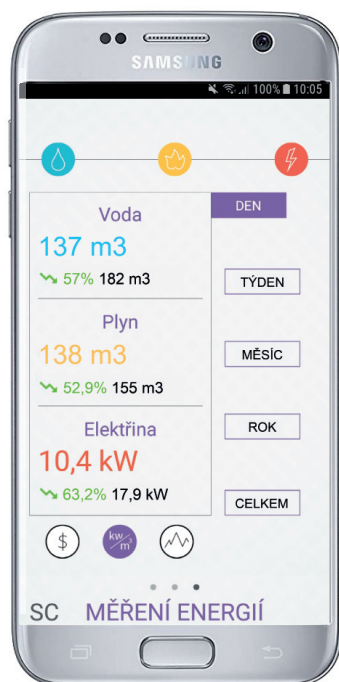 SAMSUNG
100% 10:05
Voda
137 m3
57% 182 m3
Plyn
138 m3
52,9% 155 m3
Elektřina
10,4 kW
63,2% 17,9 kW
DEN
TÝDEN
MĚSÍC
ROK
CELKEM
$
kw/m³
SC MĚŘENÍ ENERGIÍ